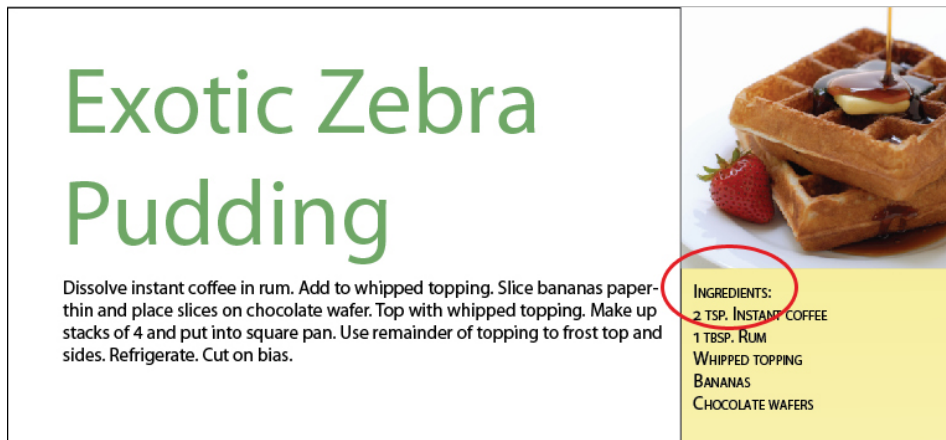 Exotic Zebra
Pudding
Dissolve instant coffee in rum. Add to whipped topping. Slice bananas paper-
thin and place slices on chocolate wafer. Top with whipped topping. Make up
stacks of 4 and put into square pan. Use remainder of topping to frost top and
sides. Refrigerate. Cut on bias.
Ingredients:
2 tsp. Instant coffee
1 tbsp. Rum
Whipped topping
Bananas
Chocolate wafers